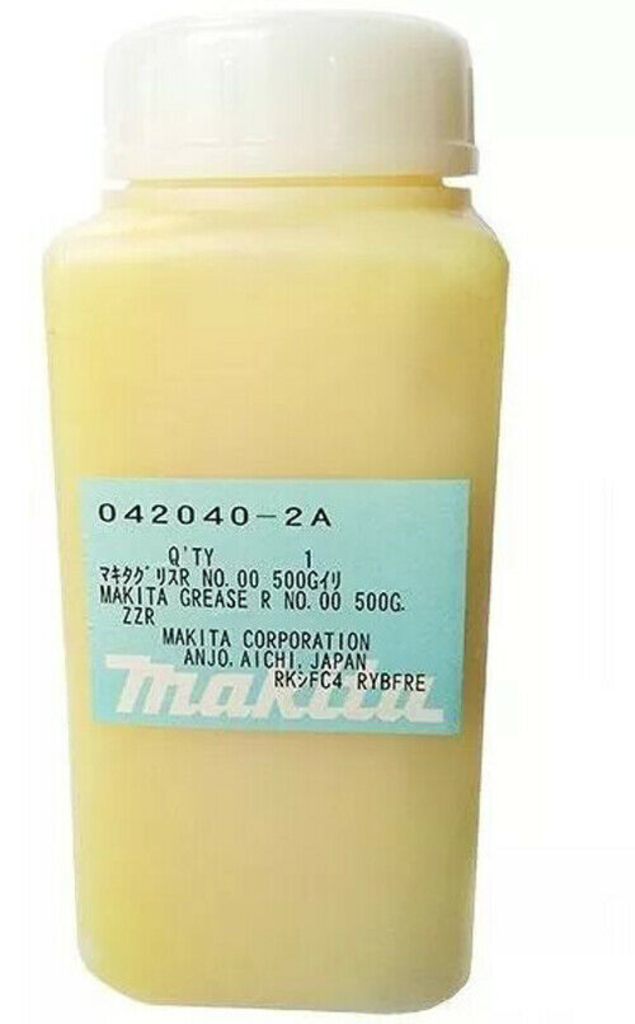 042040-2A
Q'TY 1
マキタグリスR NO. 00 500Gイリ
MAKITA GREASE R NO. 00 500G.
ZZR
MAKITA CORPORATION
ANJO, AICHI, JAPAN
RKシFC4 RYBFRE
makita